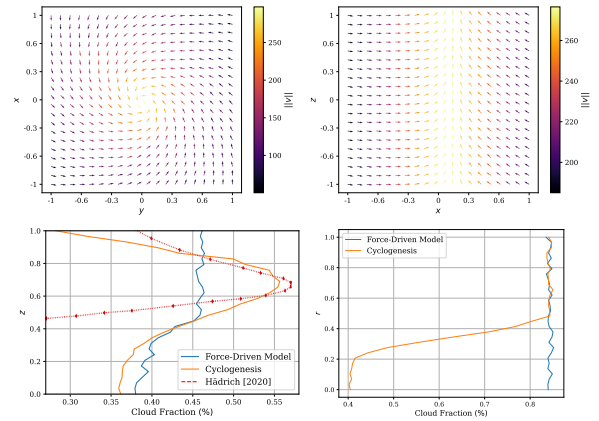 1
0.6
0.3
0
-0.3
-0.6
-1
x
-1 -0.6 -0.3 0 0.3 0.6 1
y
250
200
150
100
||v||
1
0.6
0.3
0
-0.3
-0.6
-1
z
-1 -0.6 -0.3 0 0.3 0.6 1
x
260
240
220
200
||v||
1.0
0.8
0.6
0.4
0.2
0.0
z
0.30 0.35 0.40 0.45 0.50 0.55
Cloud Fraction (%)
Force-Driven Model
Cyclogenesis
Hädrich [2020]
1.0
0.8
0.6
0.4
0.2
0.0
r
0.4 0.5 0.6 0.7 0.8
Cloud Fraction (%)
Force-Driven Model
Cyclogenesis